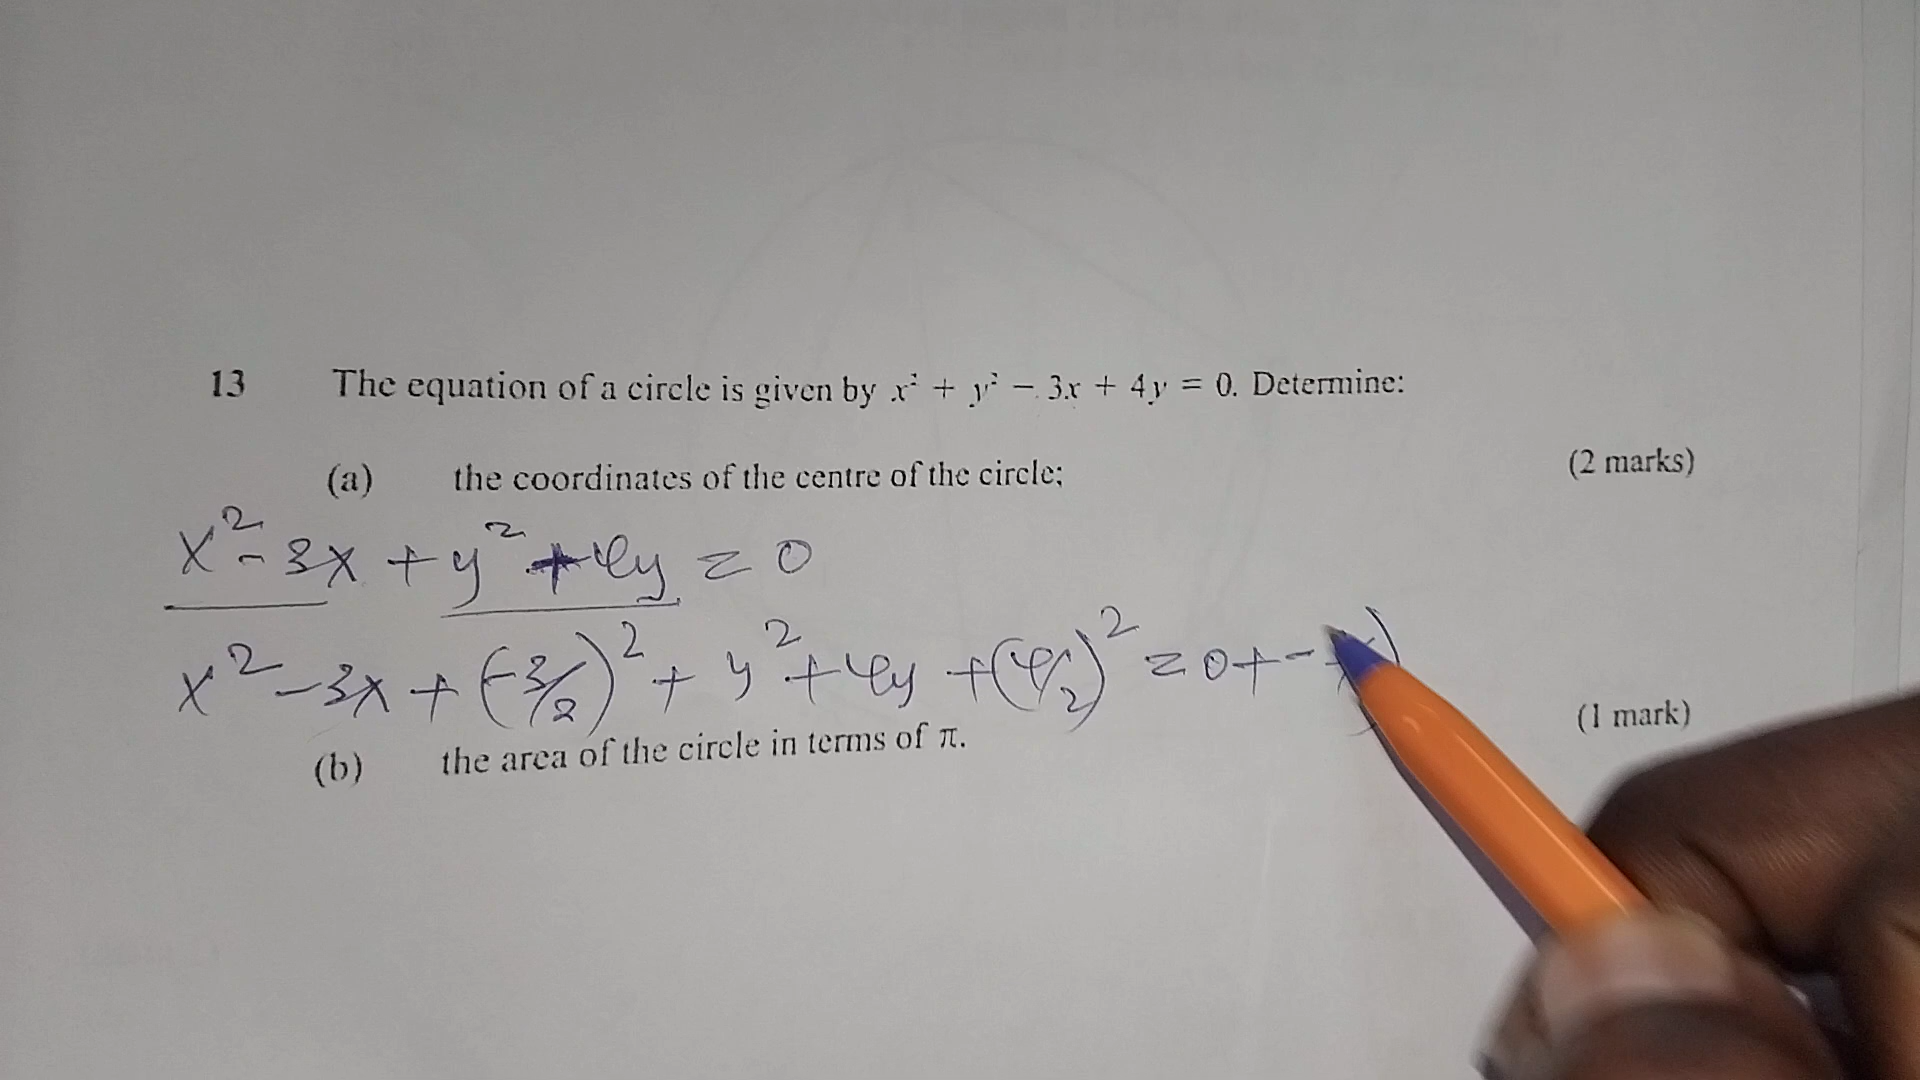 13 The equation of a circle is given by x² + y² − 3x + 4y = 0. Determine:
(a) the coordinates of the centre of the circle; (2 marks)
x² - 3x + y² + 4y = 0
x² - 3x + (-3/2)² + y² + 4y + (4/2)² = 0 + -
(1 mark)
(b) the area of the circle in terms of π.